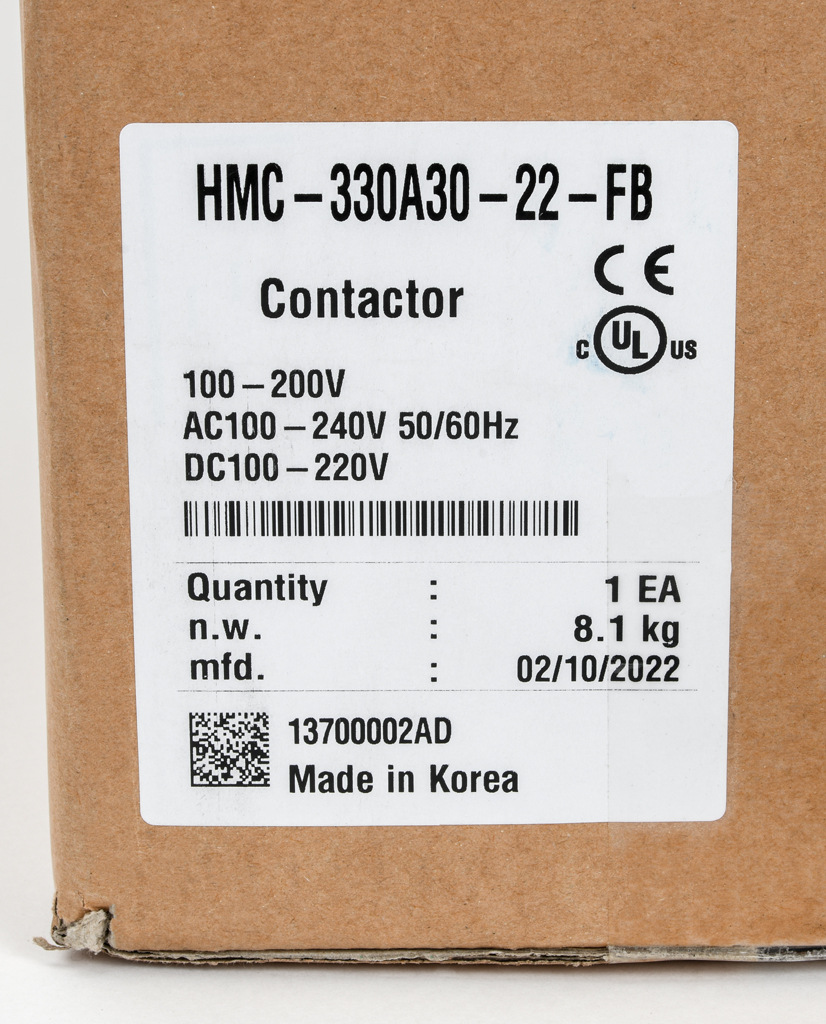 HMC-330A30-22-FB
CE
Contactor
C UL US
100-200V
AC100-240V 50/60Hz
DC100-220V
Quantity : 1 EA
n.w. : 8.1 kg
mfd. : 02/10/2022
13700002AD
Made in Korea